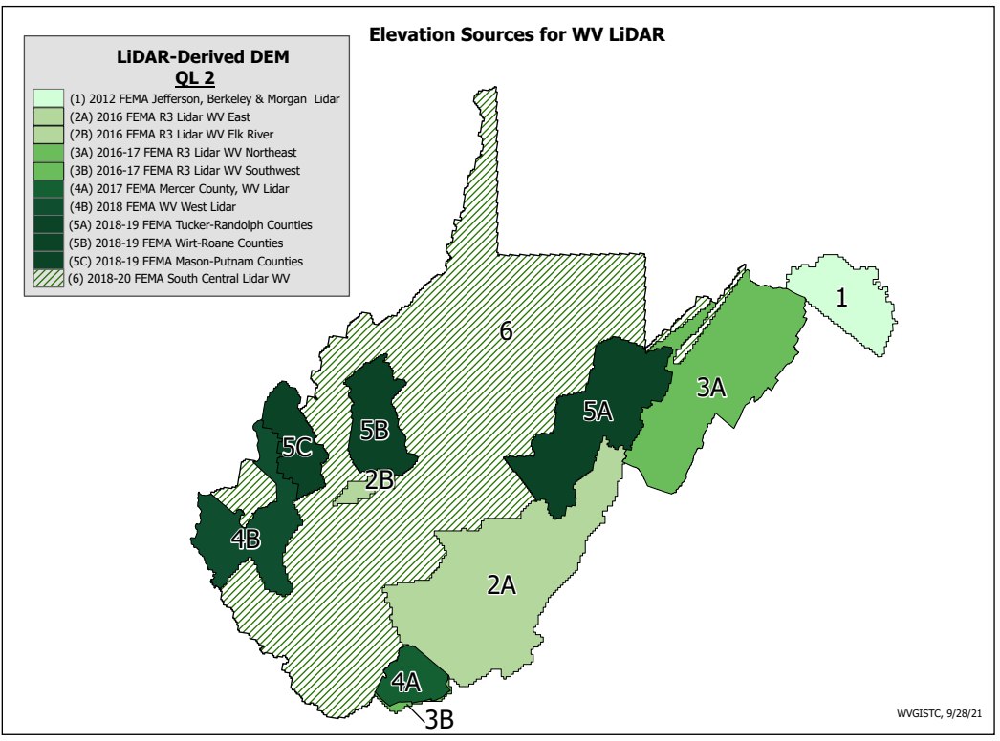 Elevation Sources for WV LiDAR
LiDAR-Derived DEM
QL 2
(1) 2012 FEMA Jefferson, Berkeley & Morgan Lidar
(2A) 2016 FEMA R3 Lidar WV East
(2B) 2016 FEMA R3 Lidar WV Elk River
(3A) 2016-17 FEMA R3 Lidar WV Northeast
(3B) 2016-17 FEMA R3 Lidar WV Southwest
(4A) 2017 FEMA Mercer County, WV Lidar
(4B) 2018 FEMA WV West Lidar
(5A) 2018-19 FEMA Tucker-Randolph Counties
(5B) 2018-19 FEMA Wirt-Roane Counties
(5C) 2018-19 FEMA Mason-Putnam Counties
(6) 2018-20 FEMA South Central Lidar WV
1
6
3A
5A
5B
5C
2B
4B
2A
4A
3B
WVGISTC, 9/28/21